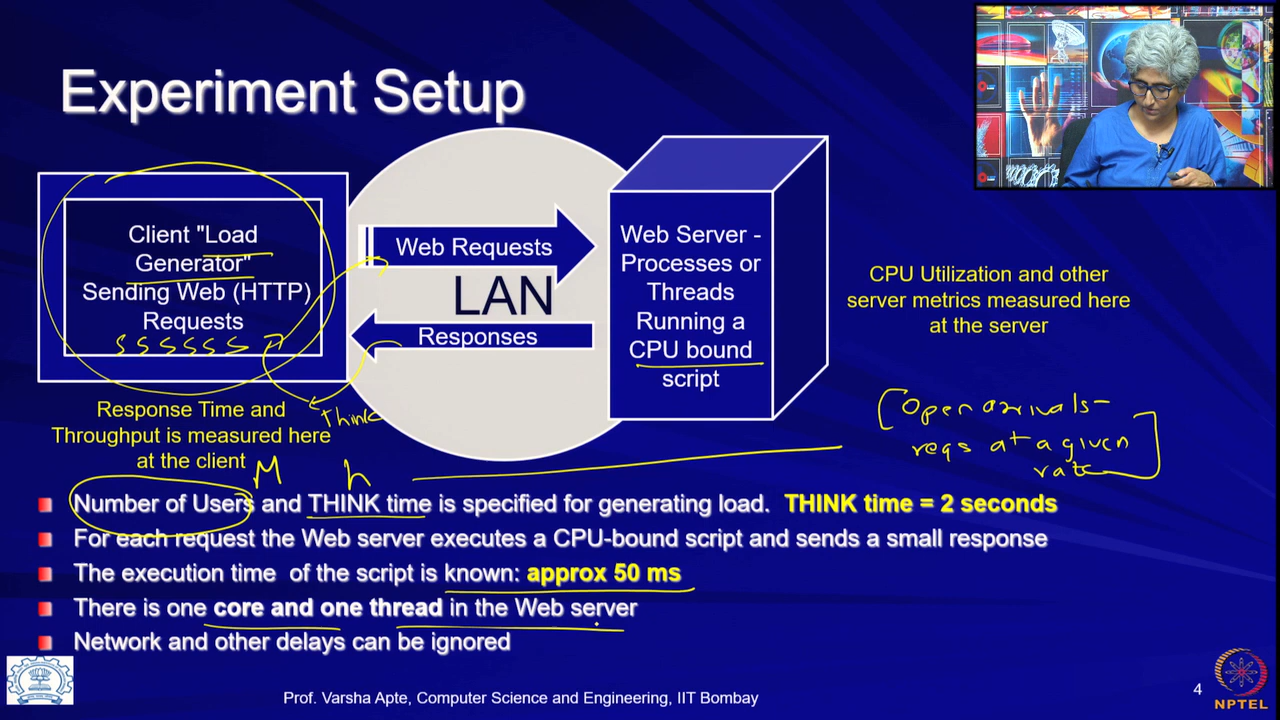 Experiment Setup
Client "Load
Generator"
Sending Web (HTTP)
Requests
Web Requests
LAN
Responses
Web Server -
Processes or
Threads
Running a
CPU bound
script
CPU Utilization and other
server metrics measured here
at the server
Response Time and
Throughput is measured here
at the client
Think
M
h
Open arrivals-
reqs at a given
rate
Number of Users and THINK time is specified for generating load. THINK time = 2 seconds
For each request the Web server executes a CPU-bound script and sends a small response
The execution time of the script is known: approx 50 ms
There is one core and one thread in the Web server
Network and other delays can be ignored
Prof. Varsha Apte, Computer Science and Engineering, IIT Bombay
4
NPTEL